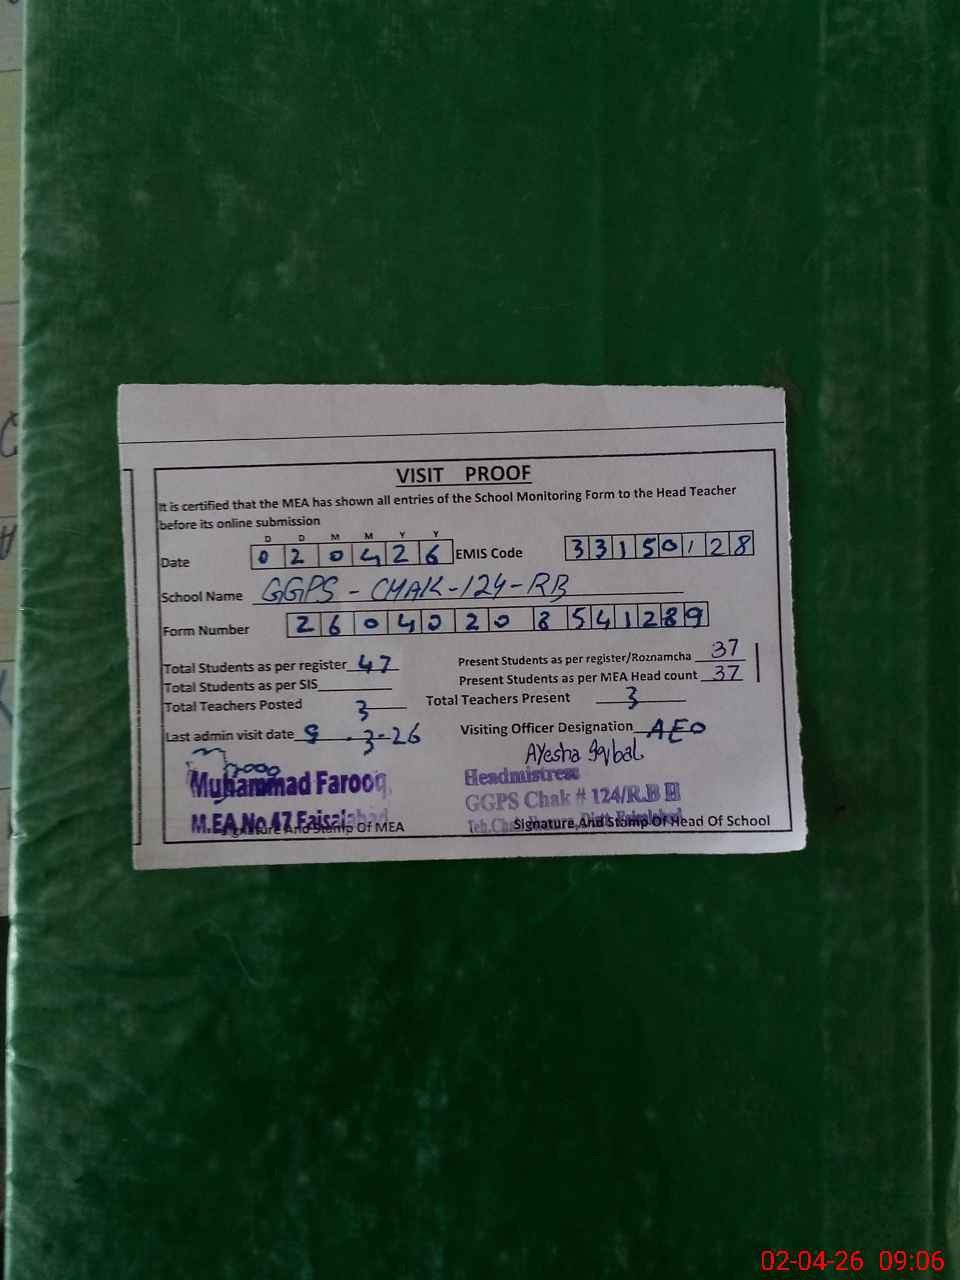 VISIT PROOF
It is certified that the MEA has shown all entries of the School Monitoring Form to the Head Teacher
before its online submission
D D M M Y Y
Date 0 2 0 4 2 6 EMIS Code 3 3 1 5 0 1 2 8
School Name GGPS - CHAK-124-RB
Form Number 2 6 0 4 0 2 0 8 5 4 1 2 8 9
Total Students as per register 47 Present Students as per register/Roznamcha 37
Total Students as per SIS Present Students as per MEA Head count 37
Total Teachers Posted 3 Total Teachers Present 3
Last admin visit date 9.3-26 Visiting Officer Designation AEO
Ayesha Iqbal
Muhammad Farooq Headmistress
M.EA.No.47 Faisalabad GGPS Chak # 124/R.B
Signature And Stamp Of MEA Signature And Stamp Of Head Of School
02-04-26 09:06